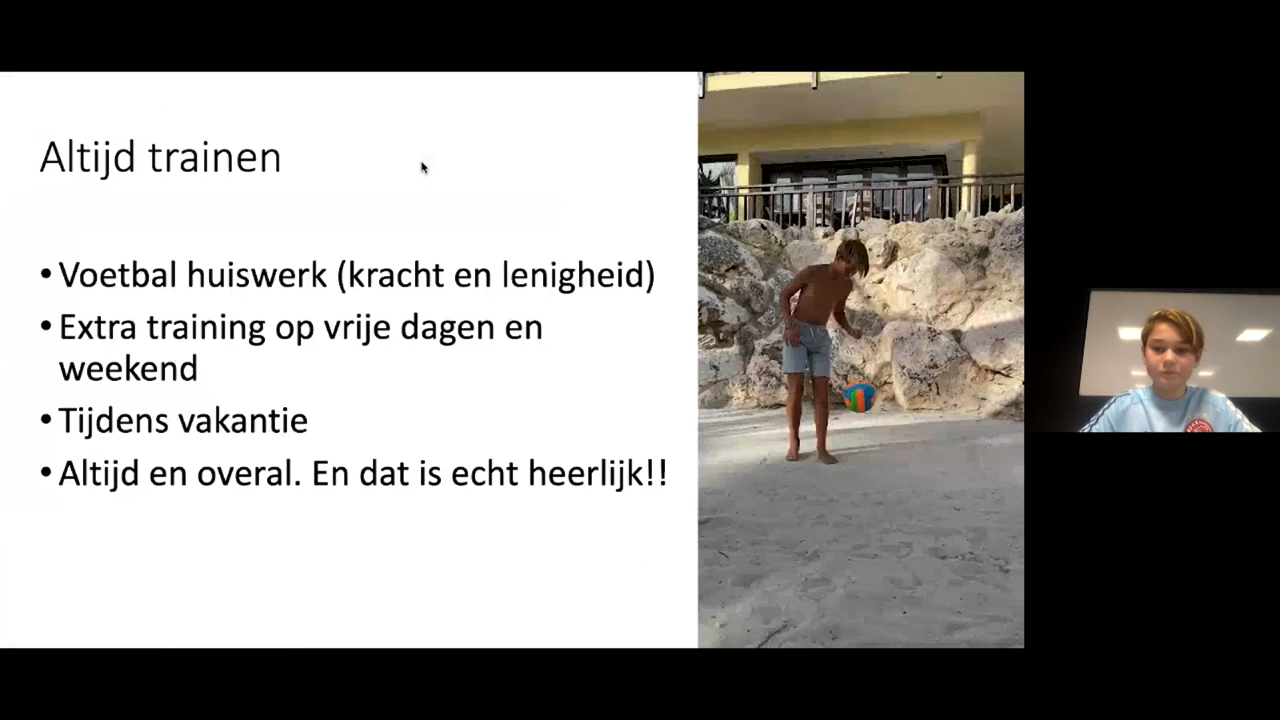 Altijd trainen
• Voetbal huiswerk (kracht en lenigheid)
• Extra training op vrije dagen en
weekend
• Tijdens vakantie
• Altijd en overal. En dat is echt heerlijk!!